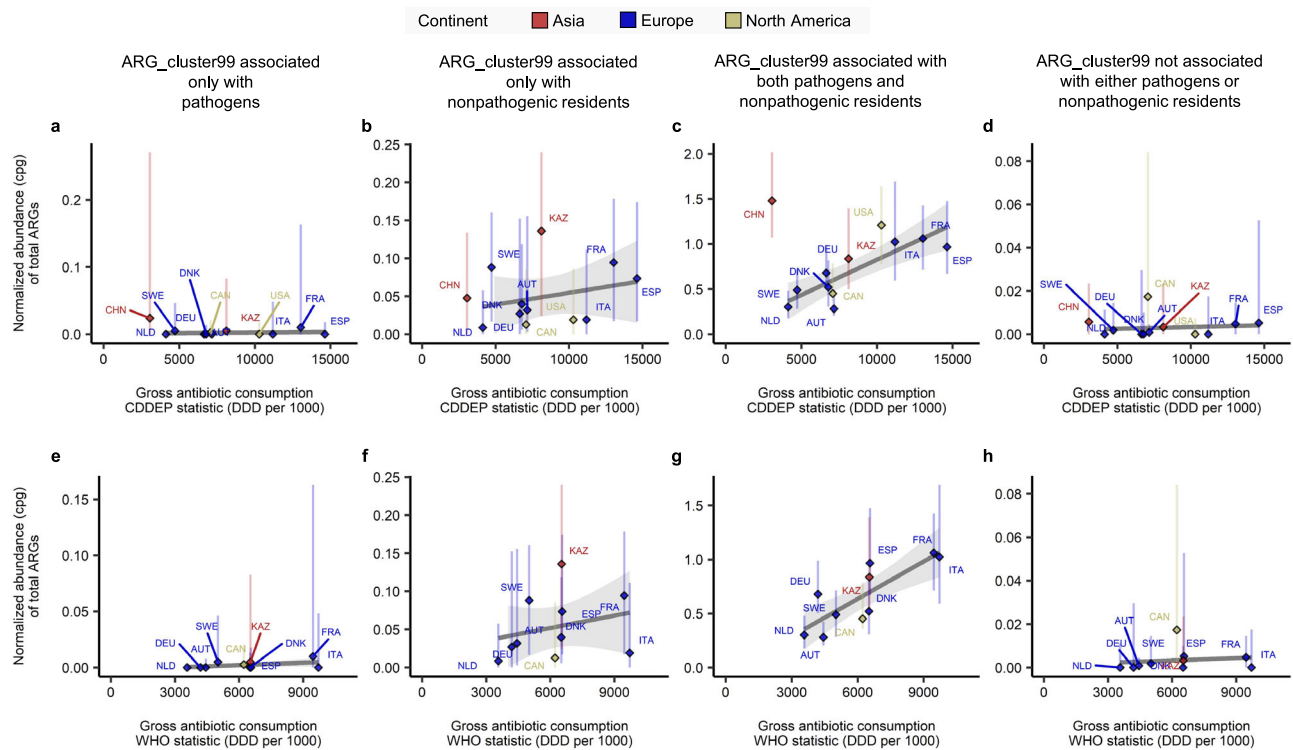 Continent Asia Europe North America
ARG_cluster99 associated
only with
pathogens
ARG_cluster99 associated
only with
nonpathogenic residents
ARG_cluster99 associated with
both pathogens and
nonpathogenic residents
ARG_cluster99 not associated
with either pathogens or
nonpathogenic residents
a
Normalized abundance (cpg)
of total ARGs
0.2
0.1
0.0
CHN
SWE
DNK
DEU
CAN
USA
FRA
NLD
AUT
KAZ
ITA
ESP
0 5000 10000 15000
Gross antibiotic consumption
CDDEP statistic (DDD per 1000)
b
0.25
0.20
0.15
0.10
0.05
0.00
KAZ
SWE
FRA
CHN
AUT
ESP
DNK
USA
ITA
NLD
DEU
CAN
0 5000 10000 15000
Gross antibiotic consumption
CDDEP statistic (DDD per 1000)
c
2.0
1.5
1.0
0.5
0.0
CHN
USA
FRA
DEU
KAZ
ITA
ESP
DNK
SWE
CAN
NLD
AUT
0 5000 10000 15000
Gross antibiotic consumption
CDDEP statistic (DDD per 1000)
d
0.08
0.06
0.04
0.02
0.00
SWE
DEU
CAN
KAZ
CHN
AUT
FRA
NLD
DNK
USA
ITA
ESP
0 5000 10000 15000
Gross antibiotic consumption
CDDEP statistic (DDD per 1000)
e
Normalized abundance (cpg)
of total ARGs
0.15
0.10
0.05
0.00
SWE
KAZ
DEU
DNK
FRA
CAN
NLD
AUT
ESP
ITA
0 3000 6000 9000
Gross antibiotic consumption
WHO statistic (DDD per 1000)
f
0.25
0.20
0.15
0.10
0.05
0.00
KAZ
SWE
ESP
FRA
AUT
DNK
ITA
DEU
NLD
CAN
0 3000 6000 9000
Gross antibiotic consumption
WHO statistic (DDD per 1000)
g
1.5
1.0
0.5
0.0
ESP
FRA
DEU
KAZ
ITA
SWE
DNK
NLD
CAN
AUT
0 3000 6000 9000
Gross antibiotic consumption
WHO statistic (DDD per 1000)
h
0.08
0.06
0.04
0.02
0.00
AUT
CAN
DEU
SWE
ESP
FRA
ITA
NLD
DNK
KAZ
0 3000 6000 9000
Gross antibiotic consumption
WHO statistic (DDD per 1000)